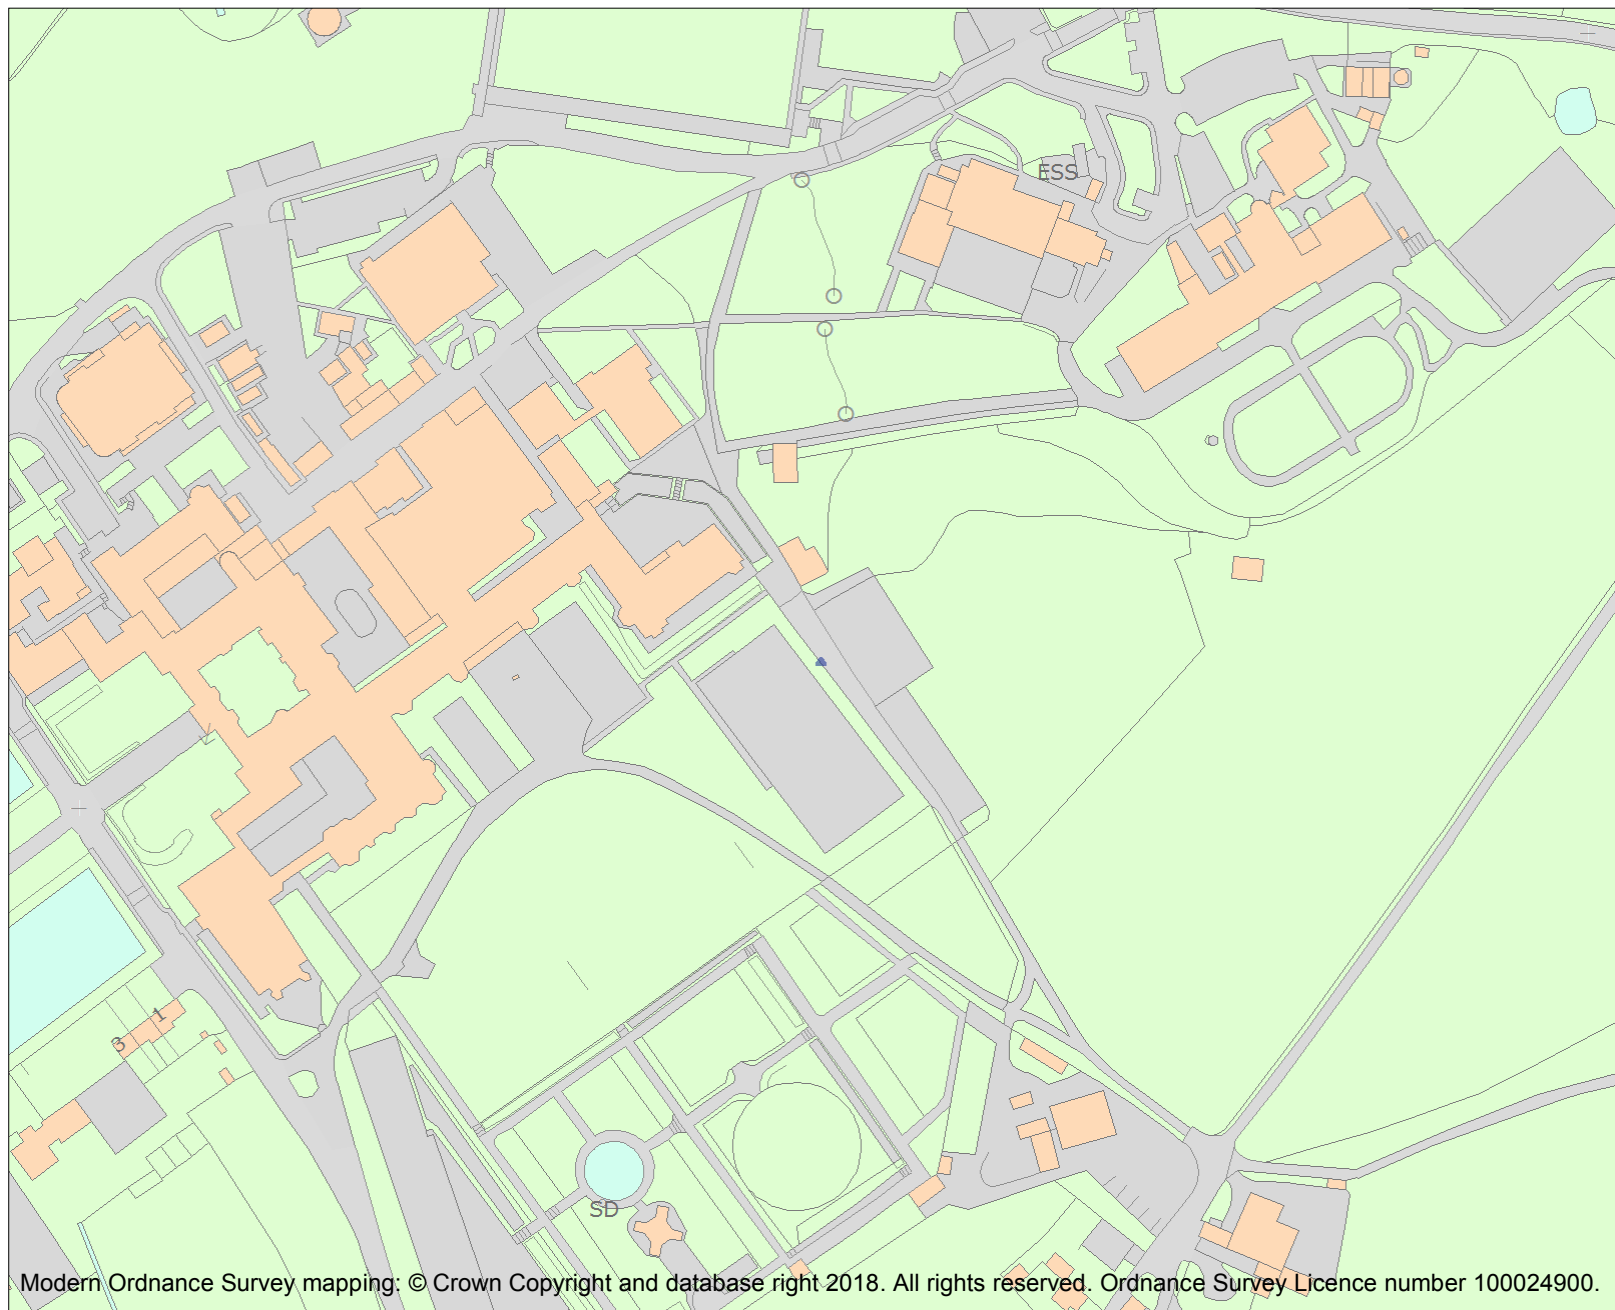 ESS
1
3
SD
Modern Ordnance Survey mapping: © Crown Copyright and database right 2018. All rights reserved. Ordnance Survey Licence number 100024900.